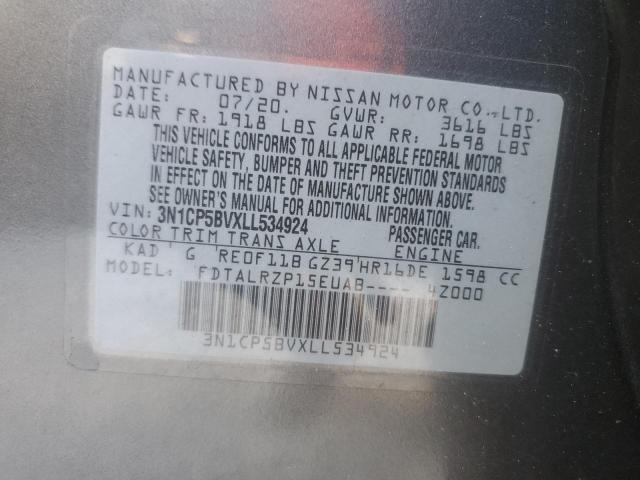 MANUFACTURED BY NISSAN MOTOR CO., LTD.
DATE: 07/20. GVWR: 3616 LBS
GAWR FR: 1918 LBS GAWR RR: 1698 LBS
THIS VEHICLE CONFORMS TO ALL APPLICABLE FEDERAL MOTOR
VEHICLE SAFETY, BUMPER AND THEFT PREVENTION STANDARDS
IN EFFECT ON THE DATE OF MANUFACTURE SHOWN ABOVE.
SEE OWNER'S MANUAL FOR ADDITIONAL INFORMATION.
VIN: 3N1CP5BVXLL534924 PASSENGER CAR.
COLOR TRIM TRANS AXLE ENGINE
KAD G RE0F11B GZ39 HR16DE 1598 CC
MODEL: FDTALRZP15EUAB---- 4Z000
3N1CP5BVXLL534924